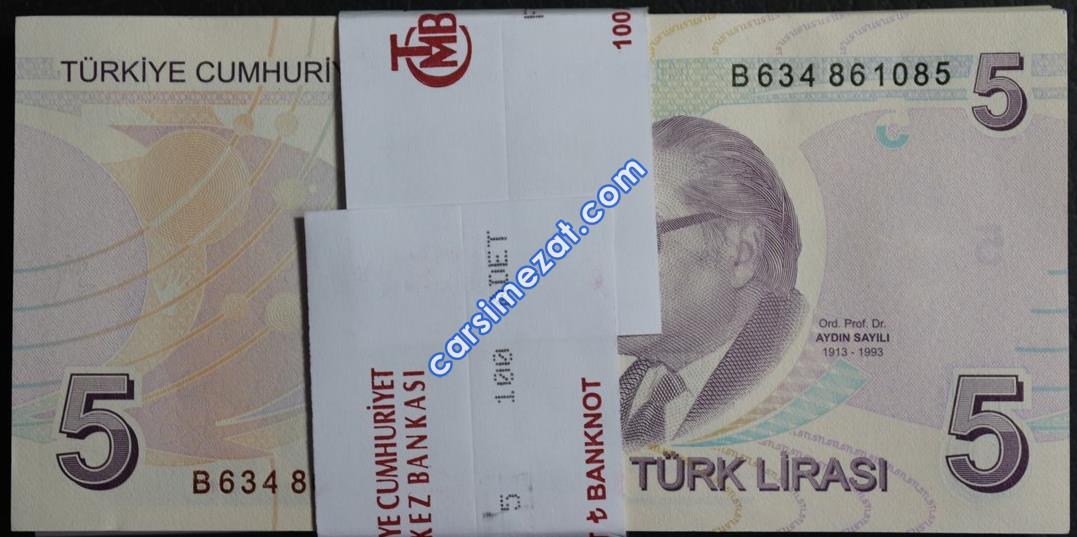 TÜRKİYE CUMHURİ
B634 861085
5
Ord. Prof. Dr.
AYDIN SAYILI
1913 - 1993
5
5
B634 8
TÜRK LİRASI
TCMB
100
YE CUMHURİYET
KEZ BANKASI
5
100
ADET
₺ BANKNOT
carsimezat.com